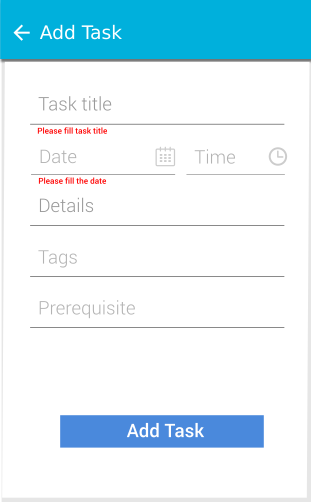 Add Task
Task title
Please fill task title
Date Time
Please fill the date
Details
Tags
Prerequisite
Add Task